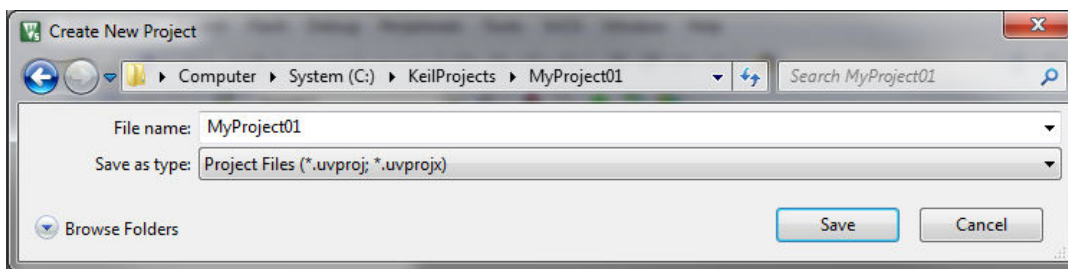 Create New Project
Computer System (C:) KeilProjects MyProject01 Search MyProject01
File name: MyProject01
Save as type: Project Files (*.uvproj; *.uvprojx)
Browse Folders Save Cancel